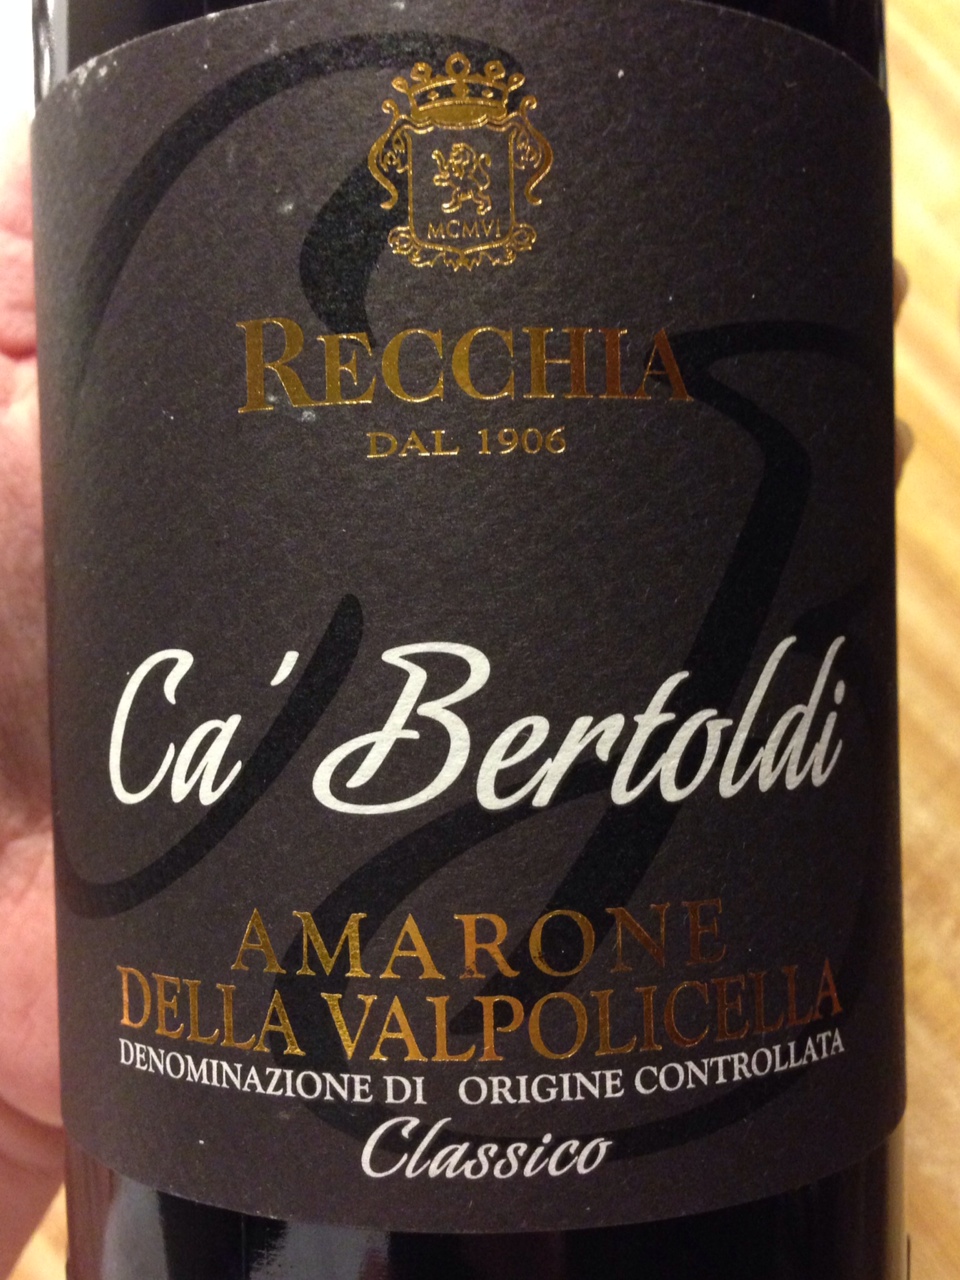 MCMVI
RECCHIA
DAL 1906
Ca' Bertoldi
AMARONE
DELLA VALPOLICELLA
DENOMINAZIONE DI ORIGINE CONTROLLATA
Classico